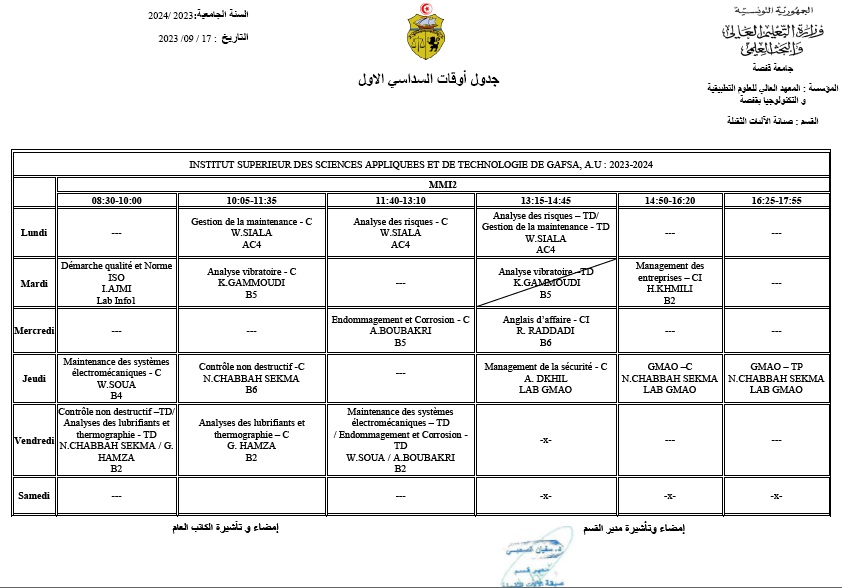 الجمهورية التونسية
وزارة التعليم العالي
والبحث العلمي
جامعة قفصة
المؤسسة : المعهد العالي للعلوم التطبيقية
و التكنولوجيا بقفصة
القسم : صيانة الآليات الثقيلة
السنة الجامعية:2023 /2024
التاريخ : 17 / 09/ 2023
جدول أوقات السداسي الاول
INSTITUT SUPERIEUR DES SCIENCES APPLIQUEES ET DE TECHNOLOGIE DE GAFSA, A.U : 2023-2024
MMI2
08:30-10:00 10:05-11:35 11:40-13:10 13:15-14:45 14:50-16:20 16:25-17:55
Lundi
---
Gestion de la maintenance - C
W.SIALA
AC4
Analyse des risques - C
W.SIALA
AC4
Analyse des risques – TD/
Gestion de la maintenance - TD
W.SIALA
AC4
---
---
Mardi
Démarche qualité et Norme
ISO
I.AJMI
Lab Info1
Analyse vibratoire - C
K.GAMMOUDI
B5
---
Analyse vibratoire –TD
K.GAMMOUDI
B5
Management des
entreprises – CI
H.KHMILI
B2
---
Mercredi
---
---
Endommagement et Corrosion - C
A.BOUBAKRI
B5
Anglais d’affaire - CI
R. RADDADI
B6
---
---
Jeudi
Maintenance des systèmes
électromécaniques - C
W.SOUA
B4
Contrôle non destructif -C
N.CHABBAH SEKMA
B6
---
Management de la sécurité - C
A. DKHIL
LAB GMAO
GMAO –C
N.CHABBAH SEKMA
LAB GMAO
GMAO – TP
N.CHABBAH SEKMA
LAB GMAO
Vendredi
Contrôle non destructif –TD/
Analyses des lubrifiants et
thermographie - TD
N.CHABBAH SEKMA / G.
HAMZA
B2
Analyses des lubrifiants et
thermographie – C
G. HAMZA
B2
Maintenance des systèmes
électromécaniques – TD
/ Endommagement et Corrosion -
TD
W.SOUA / A.BOUBAKRI
B2
-x-
---
---
Samedi
---
---
-x-
-x-
-x-
إمضاء وتأشيرة مدير القسم
إمضاء و تأشيرة الكاتب العام